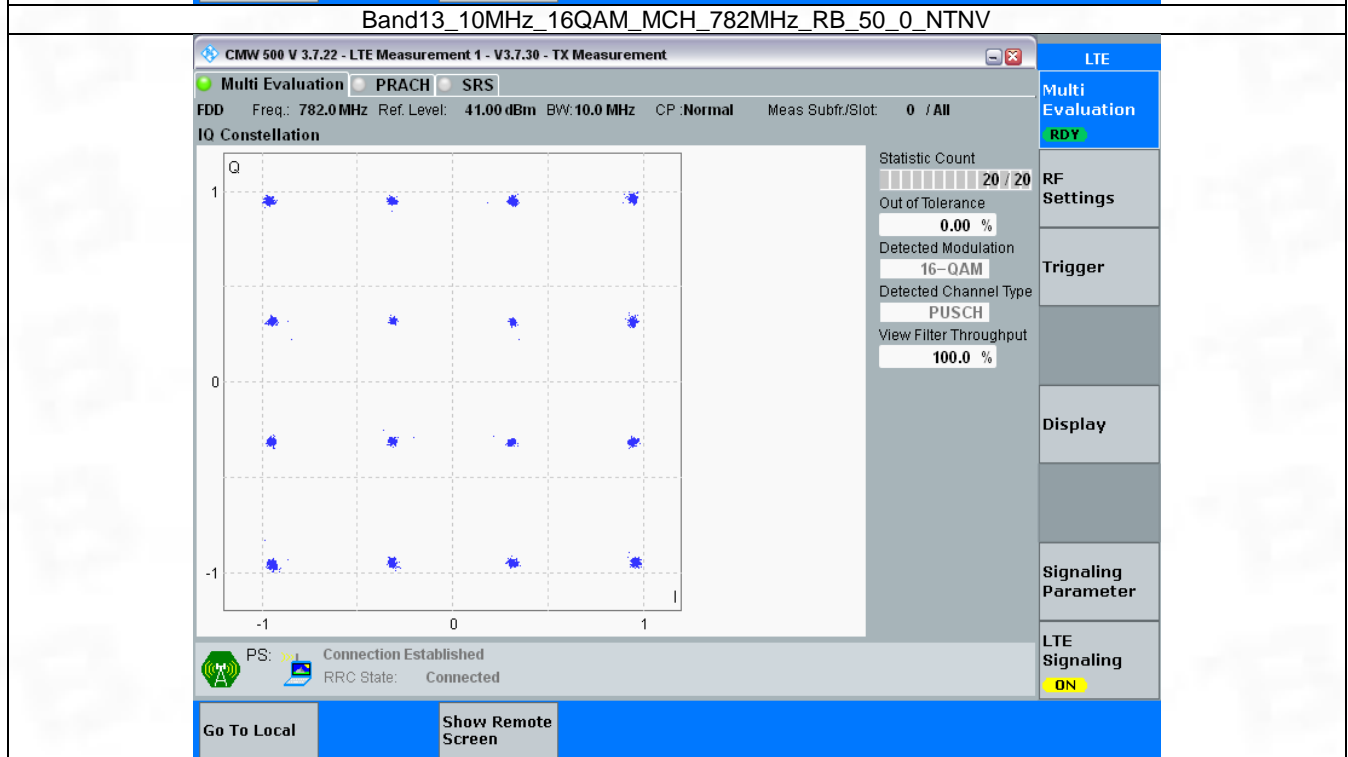 Band13_10MHz_16QAM_MCH_782MHz_RB_50_0_NTNV
CMW 500 V 3.7.22 - LTE Measurement 1 - V3.7.30 - TX Measurement
LTE
Multi Evaluation PRACH SRS
Multi
Evaluation
RDY
FDD Freq.: 782.0 MHz Ref. Level: 41.00 dBm BW: 10.0 MHz CP :Normal Meas Subfr./Slot: 0 / All
IQ Constellation
Q
1
0
-1
I
-1 0 1
Statistic Count
20 / 20
Out of Tolerance
0.00 %
Detected Modulation
16-QAM
Detected Channel Type
PUSCH
View Filter Throughput
100.0 %
RF
Settings
Trigger
Display
Signaling
Parameter
LTE
Signaling
ON
PS: Connection Established
RRC State: Connected
Go To Local
Show Remote
Screen